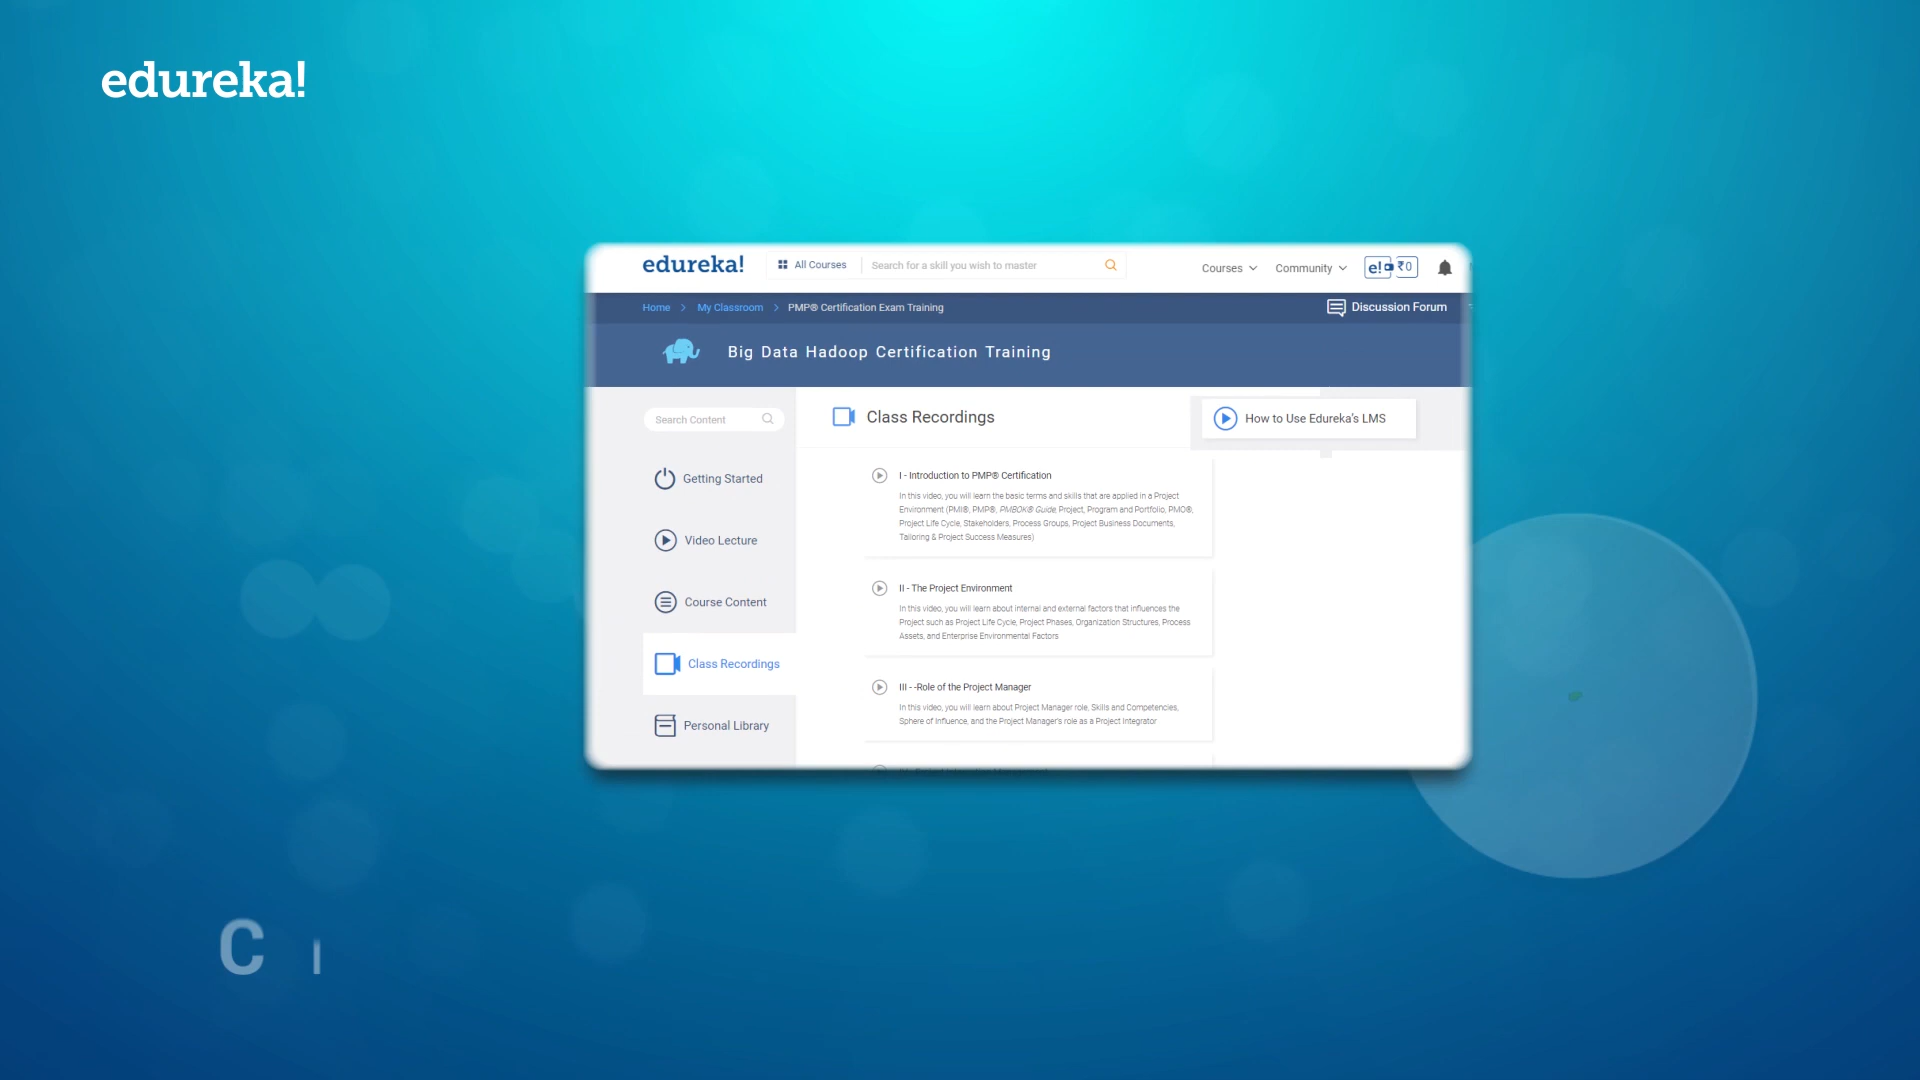 edureka!
edureka!
All Courses
Search for a skill you wish to master
Courses
Community
e!
₹0
Home > My Classroom > PMP® Certification Exam Training
Discussion Forum
Big Data Hadoop Certification Training
Search Content
Class Recordings
How to Use Edureka's LMS
Getting Started
Video Lecture
Course Content
Class Recordings
Personal Library
I - Introduction to PMP® Certification
In this video, you will learn the basic terms and skills that are applied in a Project
Environment (PMI®, PMP®, PMBOK® Guide, Project, Program and Portfolio, PMO®,
Project Life Cycle, Stakeholders, Process Groups, Project Business Documents,
Tailoring & Project Success Measures)
II - The Project Environment
In this video, you will learn about internal and external factors that influences the
Project such as Project Life Cycle, Project Phases, Organization Structures, Process
Assets, and Enterprise Environmental Factors
III - -Role of the Project Manager
In this video, you will learn about Project Manager role, Skills and Competencies,
Sphere of Influence, and the Project Manager's role as a Project Integrator
C